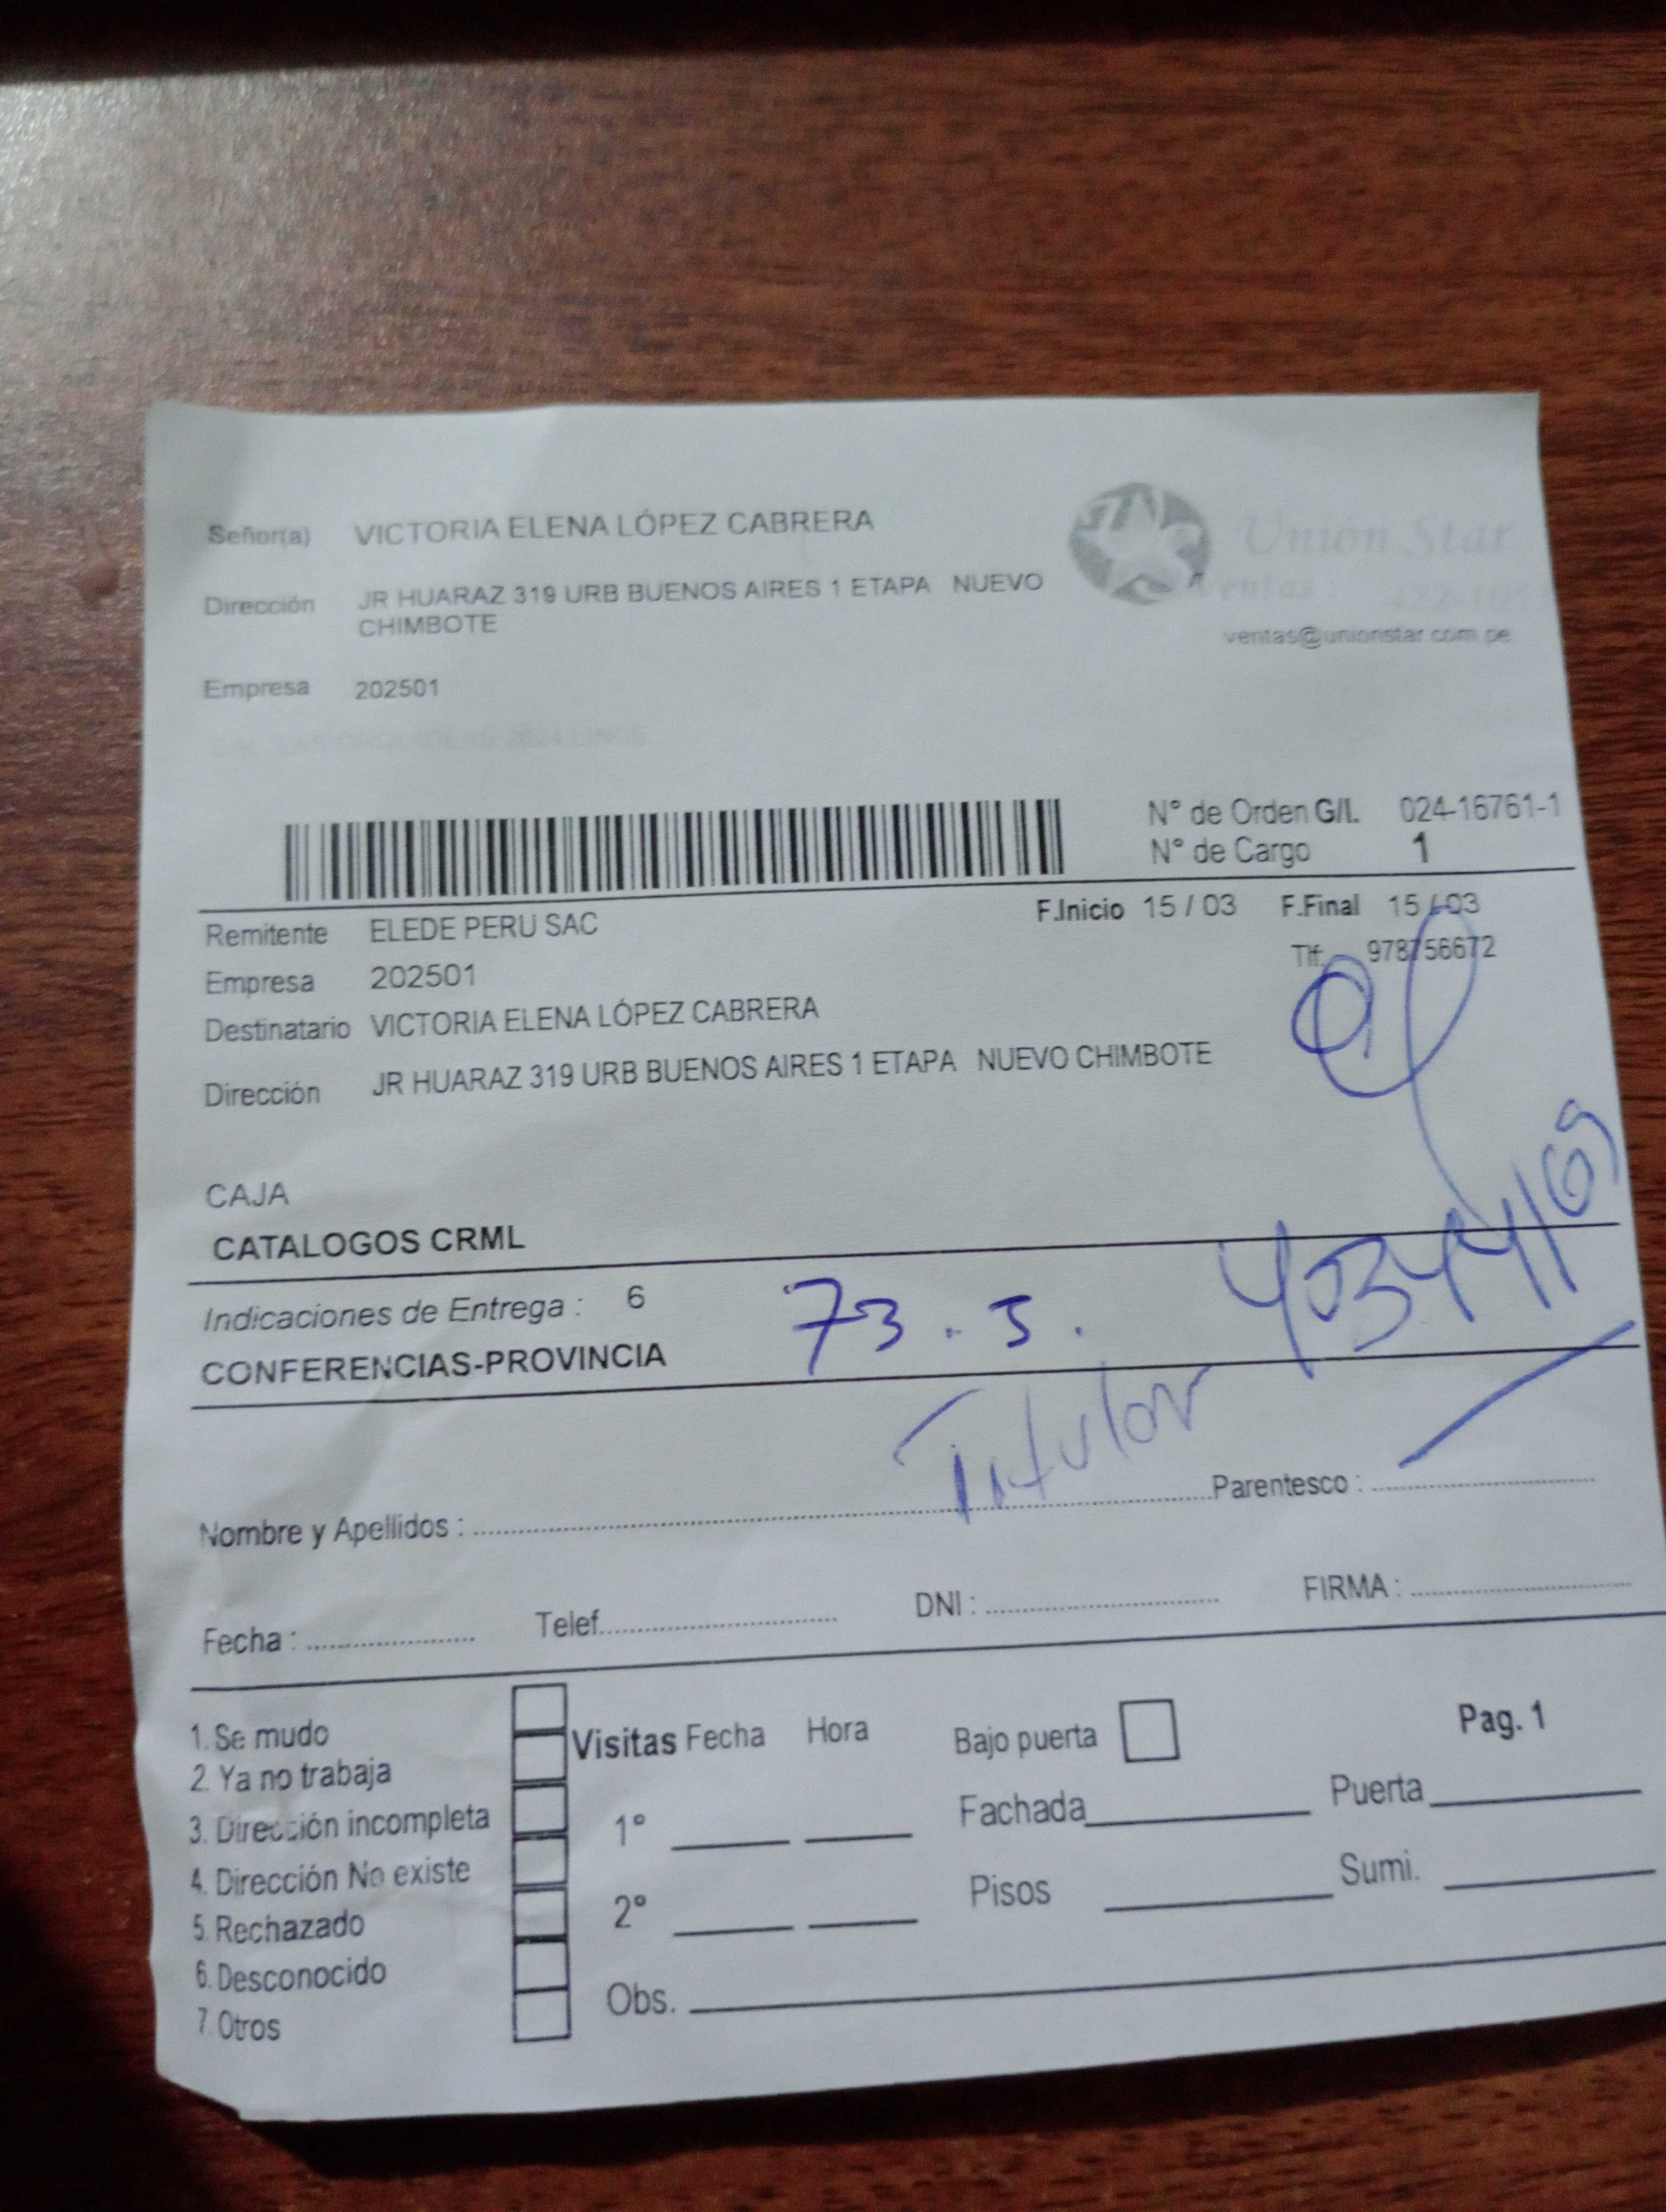 Señor(a) VICTORIA ELENA LÓPEZ CABRERA
Unión Star
Ventas
Dirección JR HUARAZ 319 URB BUENOS AIRES 1 ETAPA NUEVO
CHIMBOTE
ventas@unionstar.com.pe
Empresa 202501
N° de Orden G/L 024-16761-1
N° de Cargo 1
Remitente ELEDE PERU SAC F.Inicio 15 / 03 F.Final 15 / 03
Empresa 202501 Tlf. 978756672
Destinatario VICTORIA ELENA LÓPEZ CABRERA
Dirección JR HUARAZ 319 URB BUENOS AIRES 1 ETAPA NUEVO CHIMBOTE
CAJA
CATALOGOS CRML
Indicaciones de Entrega : 6
73.5.
CONFERENCIAS-PROVINCIA
Titular
Nombre y Apellidos : Parentesco :
Fecha : Telef. DNI : FIRMA :
1. Se mudo
2. Ya no trabaja
3. Dirección incompleta
4. Dirección No existe
5. Rechazado
6. Desconocido
7. Otros
Visitas Fecha Hora
1°
2°
Obs.
Bajo puerta Pag. 1
Fachada Puerta
Pisos Sumi.